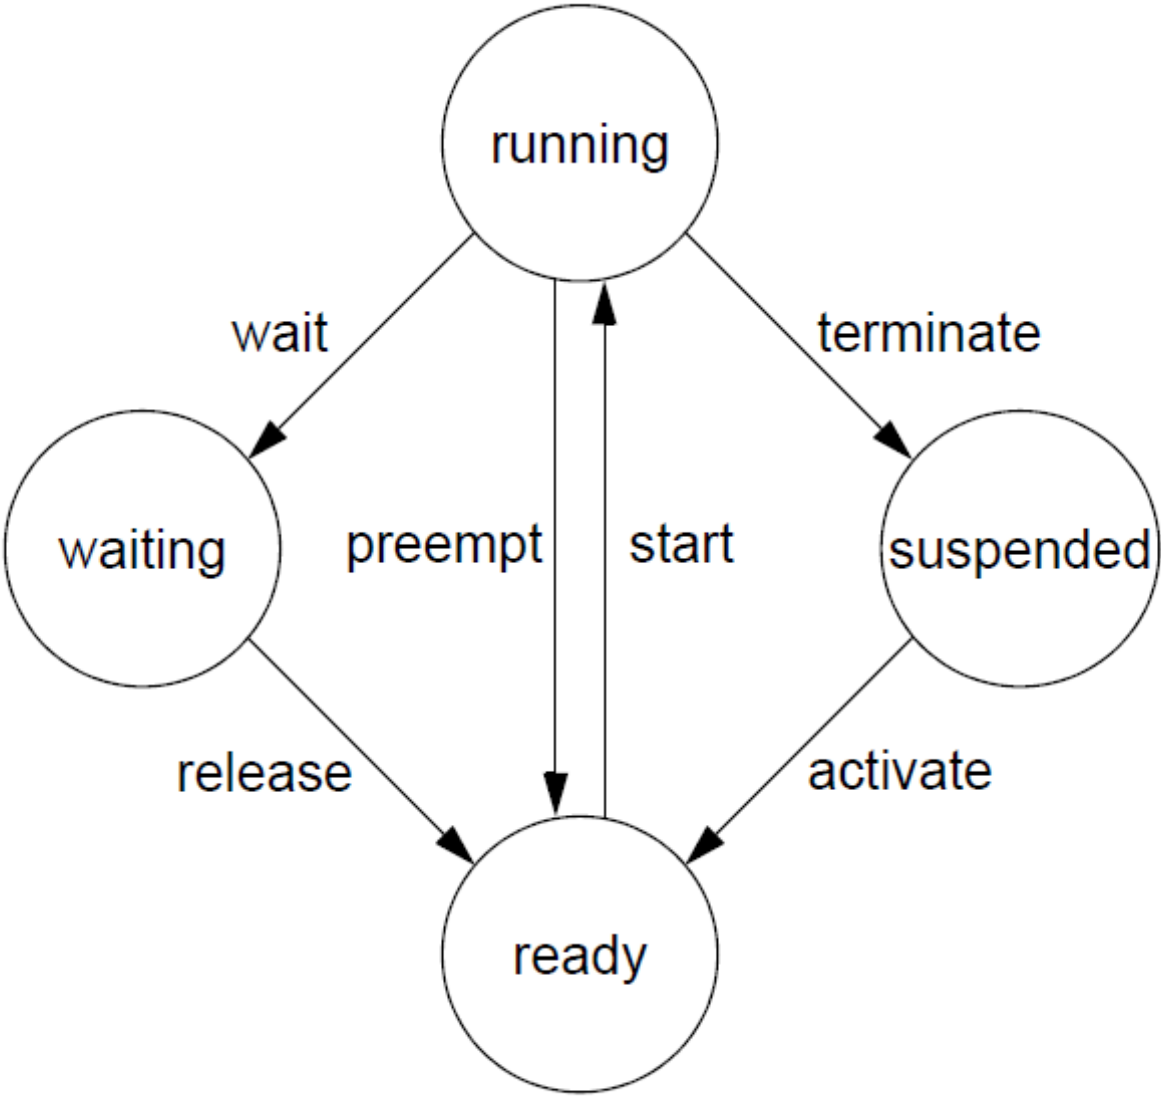 running
wait
terminate
waiting
preempt
start
suspended
release
activate
ready